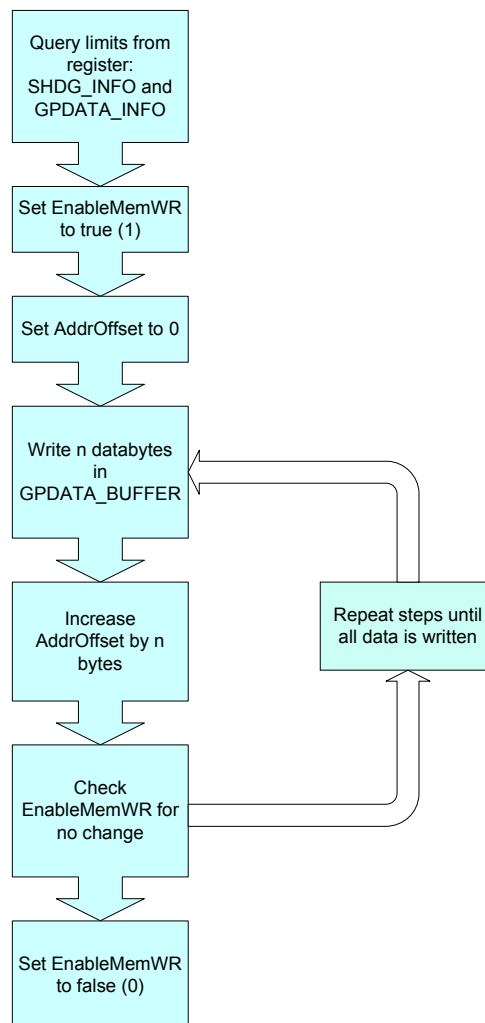 Query limits from
register:
SHDG_INFO and
GPDATA_INFO
Set EnableMemWR
to true (1)
Set AddrOffset to 0
Write n databytes
in
GPDATA_BUFFER
Increase
AddrOffset by n
bytes
Repeat steps until
all data is written
Check
EnableMemWR for
no change
Set EnableMemWR
to false (0)